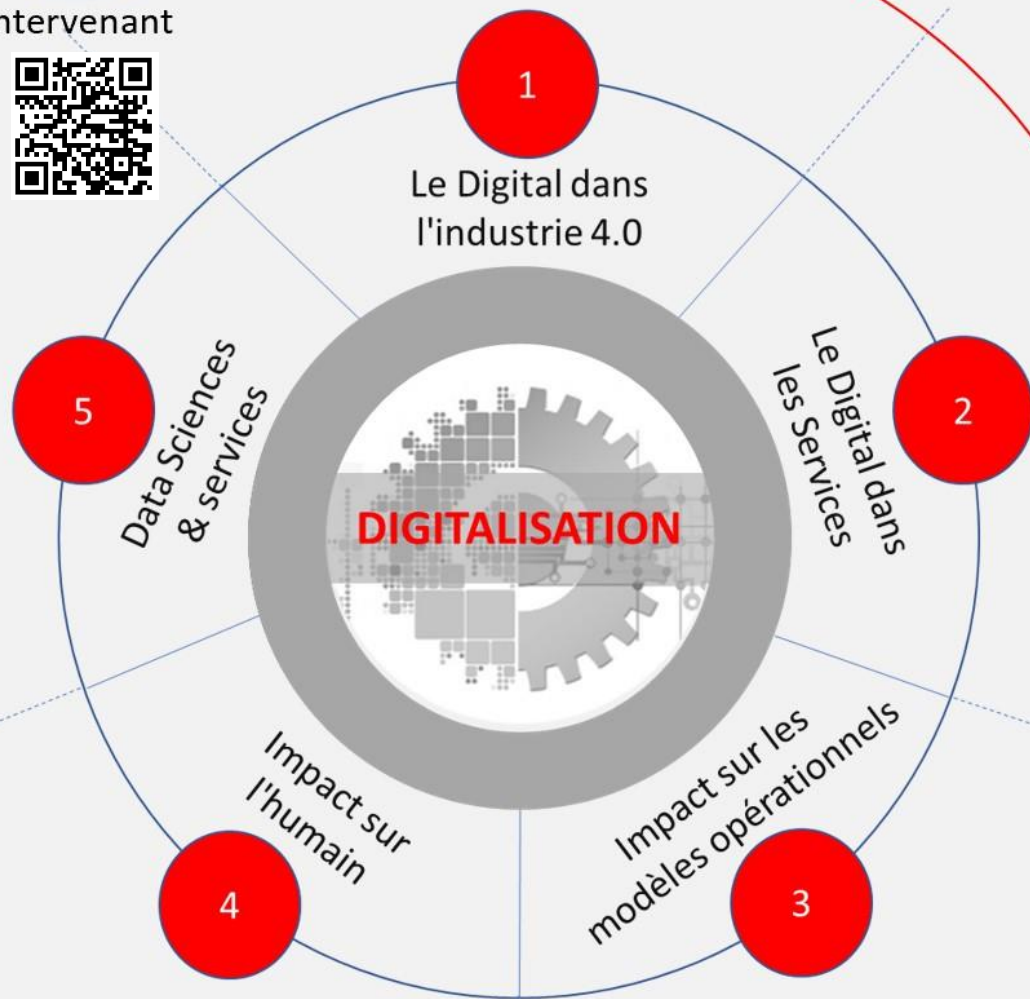 ntervenant
1
Le Digital dans
l'industrie 4.0
2
Le Digital dans
les Services
3
Impact sur les
modèles opérationnels
4
Impact sur
l'humain
5
Data Sciences
& services
DIGITALISATION